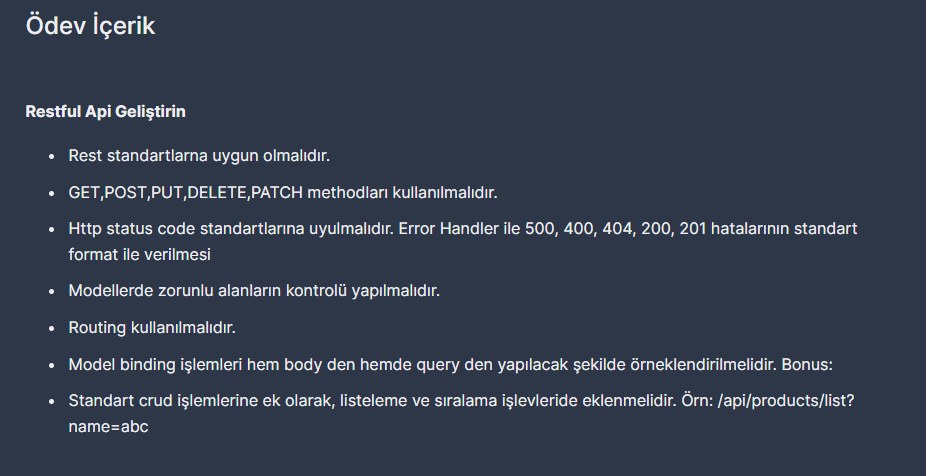 Ödev İçerik
Restful Api Geliştirin
Rest standartlarna uygun olmalıdır.
GET,POST,PUT,DELETE,PATCH methodları kullanılmalıdır.
Http status code standartlarına uyulmalıdır. Error Handler ile 500, 400, 404, 200, 201 hatalarının standart
format ile verilmesi
Modellerde zorunlu alanların kontrolü yapılmalıdır.
Routing kullanılmalıdır.
Model binding işlemleri hem body den hemde query den yapılacak şekilde örneklendirilmelidir. Bonus:
Standart crud işlemlerine ek olarak, listeleme ve sıralama işlevleride eklenmelidir. Örn: /api/products/list?
name=abc